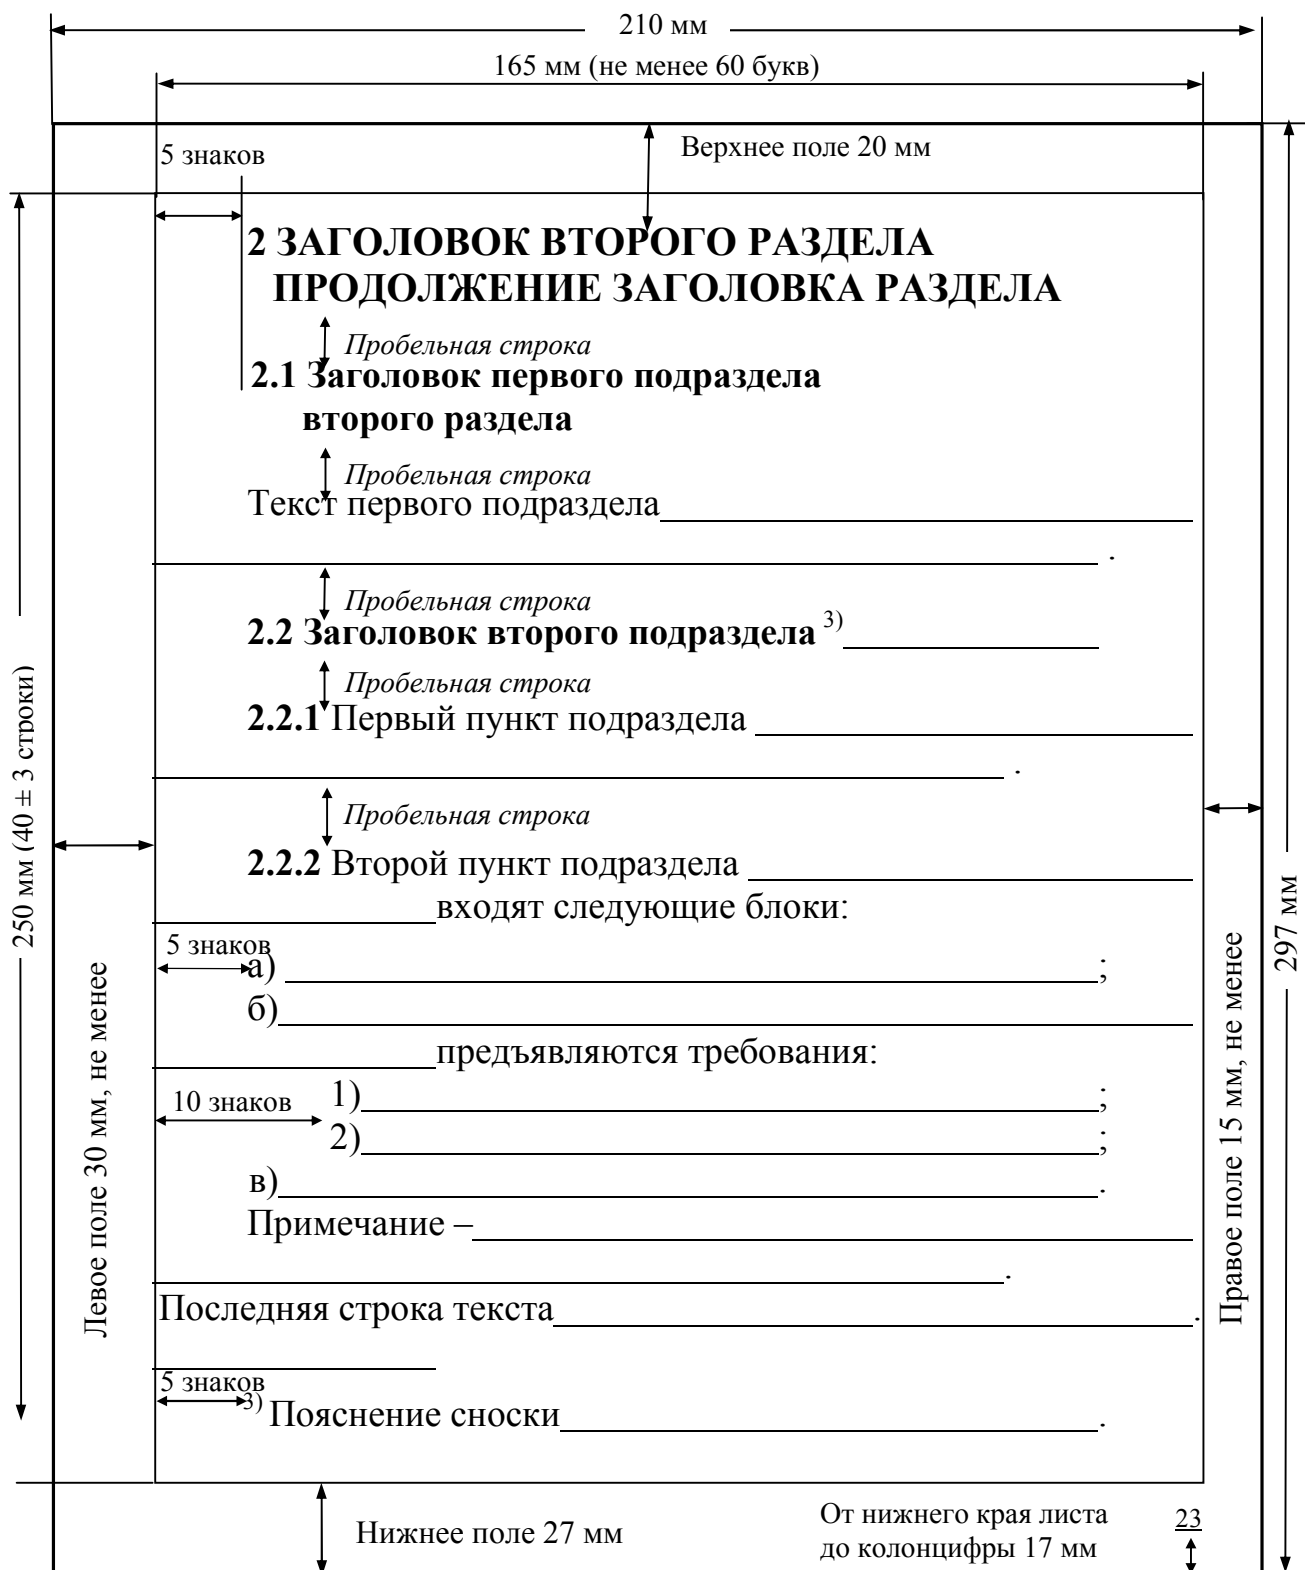 210 мм
165 мм (не менее 60 букв)
5 знаков
Верхнее поле 20 мм
2 ЗАГОЛОВОК ВТОРОГО РАЗДЕЛА
ПРОДОЛЖЕНИЕ ЗАГОЛОВКА РАЗДЕЛА
Пробельная строка
2.1 Заголовок первого подраздела
второго раздела
Пробельная строка
Текст первого подраздела
.
Пробельная строка
2.2 Заголовок второго подраздела 3)
Пробельная строка
2.2.1 Первый пункт подраздела
.
Пробельная строка
2.2.2 Второй пункт подраздела
входят следующие блоки:
5 знаков
а) ;
б)
предъявляются требования:
10 знаков
1) ;
2) ;
в) .
Примечание –
.
Последняя строка текста .
5 знаков
3) Пояснение сноски .
Нижнее поле 27 мм
От нижнего края листа
до колонцифры 17 мм
23
250 мм (40 ± 3 строки)
Левое поле 30 мм, не менее
Правое поле 15 мм, не менее
297 мм